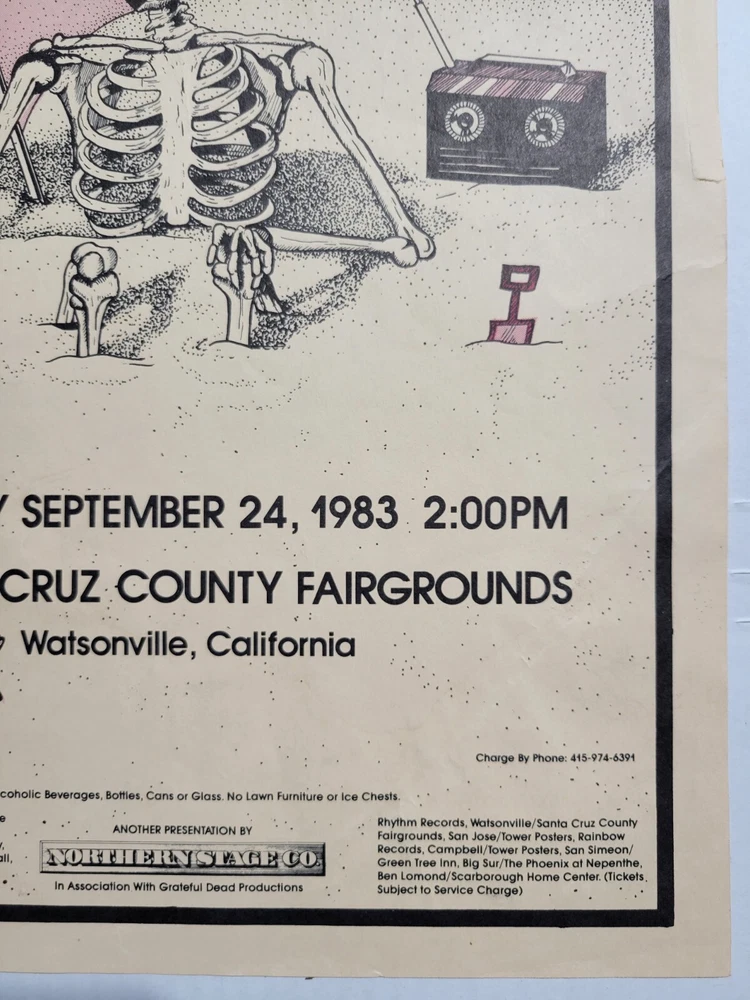 Y SEPTEMBER 24, 1983 2:00PM
CRUZ COUNTY FAIRGROUNDS
Watsonville, California
Charge By Phone: 415-974-6391
coholic Beverages, Bottles, Cans or Glass. No Lawn Furniture or Ice Chests.
ANOTHER PRESENTATION BY
NORTHERN STAGE CO.
In Association With Grateful Dead Productions
Rhythm Records, Watsonville/Santa Cruz County
Fairgrounds, San Jose/Tower Posters, Rainbow
Records, Campbell/Tower Posters, San Simeon/
Green Tree Inn, Big Sur/The Phoenix at Nepenthe,
Ben Lomond/Scarborough Home Center. (Tickets
Subject to Service Charge)